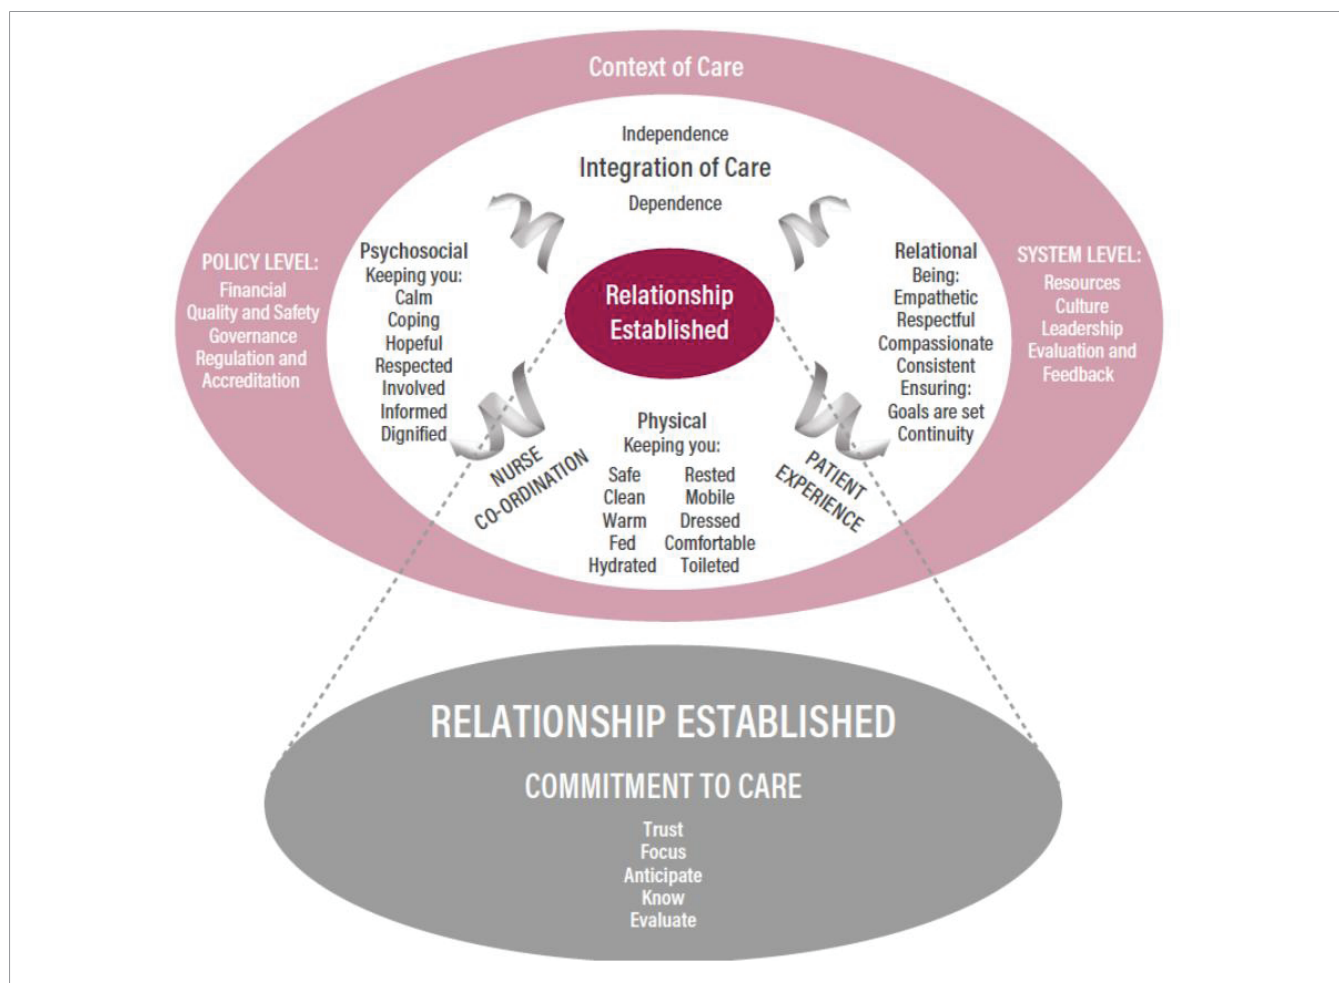 Context of Care
Independence
Integration of Care
Dependence
POLICY LEVEL:
Financial
Quality and Safety
Governance
Regulation and
Accreditation
Psychosocial
Keeping you:
Calm
Coping
Hopeful
Respected
Involved
Informed
Dignified
Relationship
Established
Relational
Being:
Empathetic
Respectful
Compassionate
Consistent
Ensuring:
Goals are set
Continuity
SYSTEM LEVEL:
Resources
Culture
Leadership
Evaluation and
Feedback
NURSE
CO-ORDINATION
Physical
Keeping you:
Safe Rested
Clean Mobile
Warm Dressed
Fed Comfortable
Hydrated Toileted
PATIENT
EXPERIENCE
RELATIONSHIP ESTABLISHED
COMMITMENT TO CARE
Trust
Focus
Anticipate
Know
Evaluate